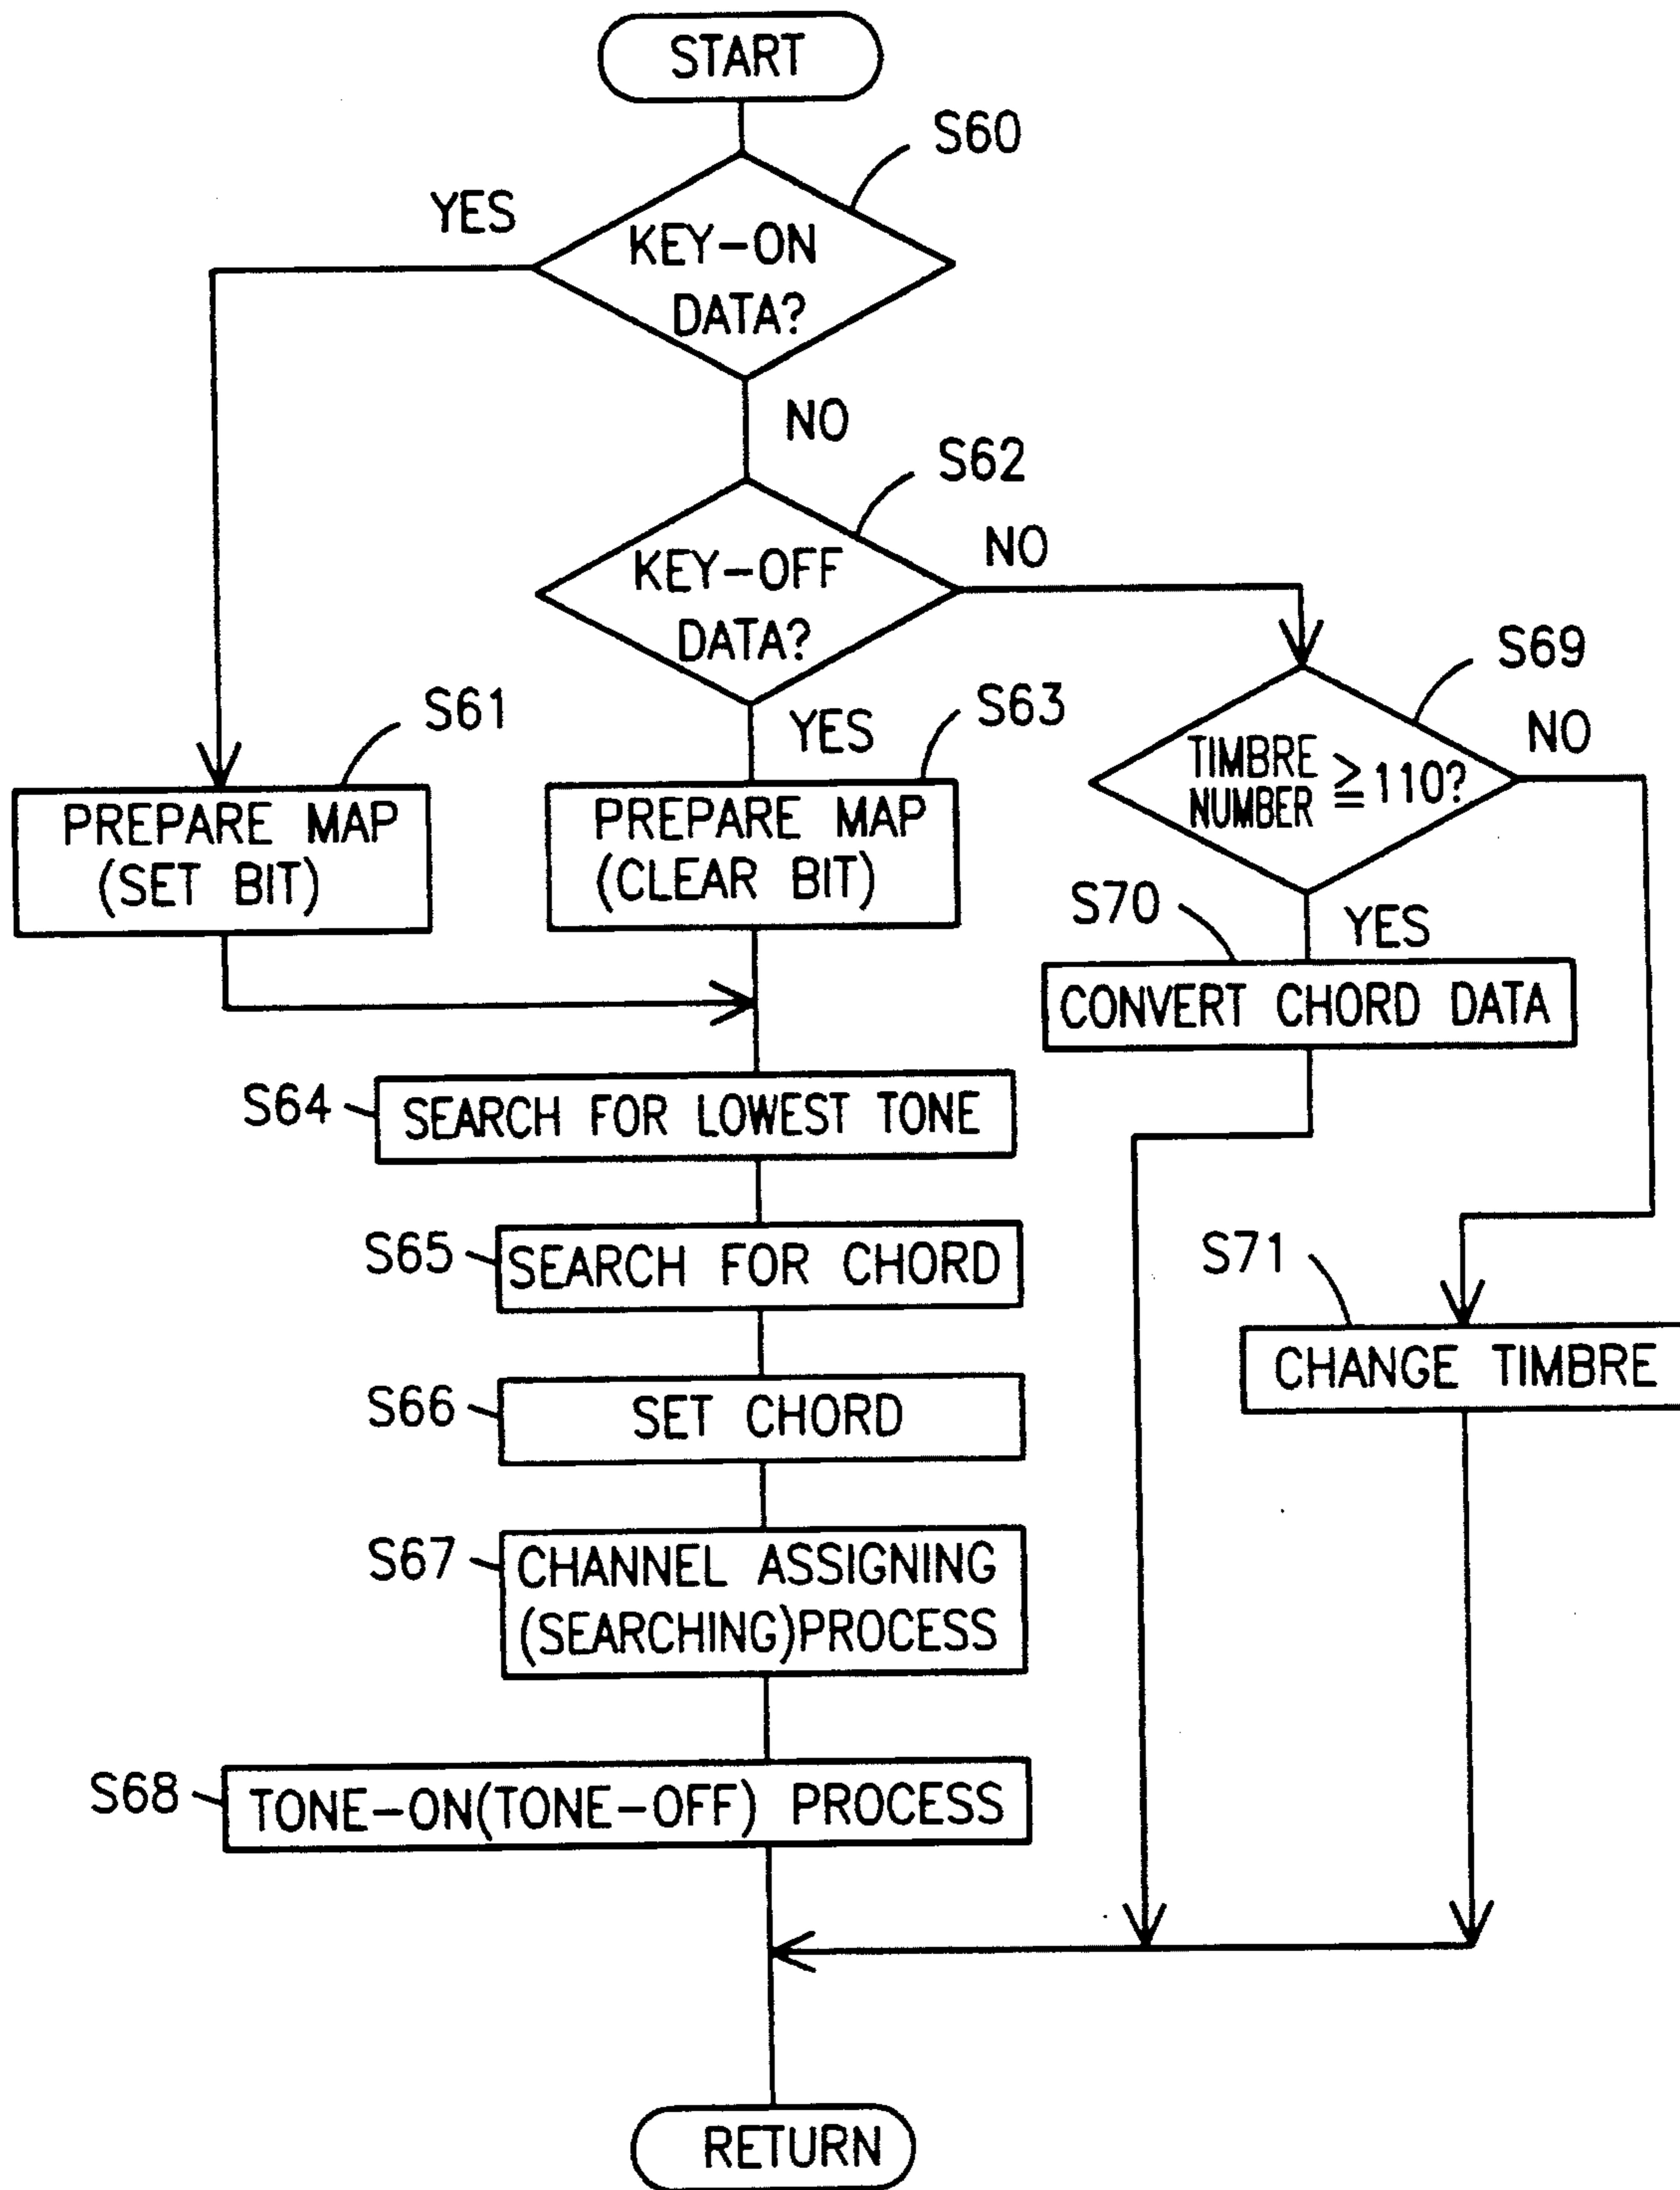 START
S60
YES
KEY-ON
DATA?
NO
S62
KEY-OFF
DATA?
NO
S69
TIMBRE
NUMBER ≧ 110?
NO
S61
YES
S63
PREPARE MAP
(SET BIT)
PREPARE MAP
(CLEAR BIT)
S70
YES
CONVERT CHORD DATA
S64
SEARCH FOR LOWEST TONE
S65
SEARCH FOR CHORD
S71
CHANGE TIMBRE
S66
SET CHORD
S67
CHANNEL ASSIGNING
(SEARCHING)PROCESS
S68
TONE-ON(TONE-OFF) PROCESS
RETURN